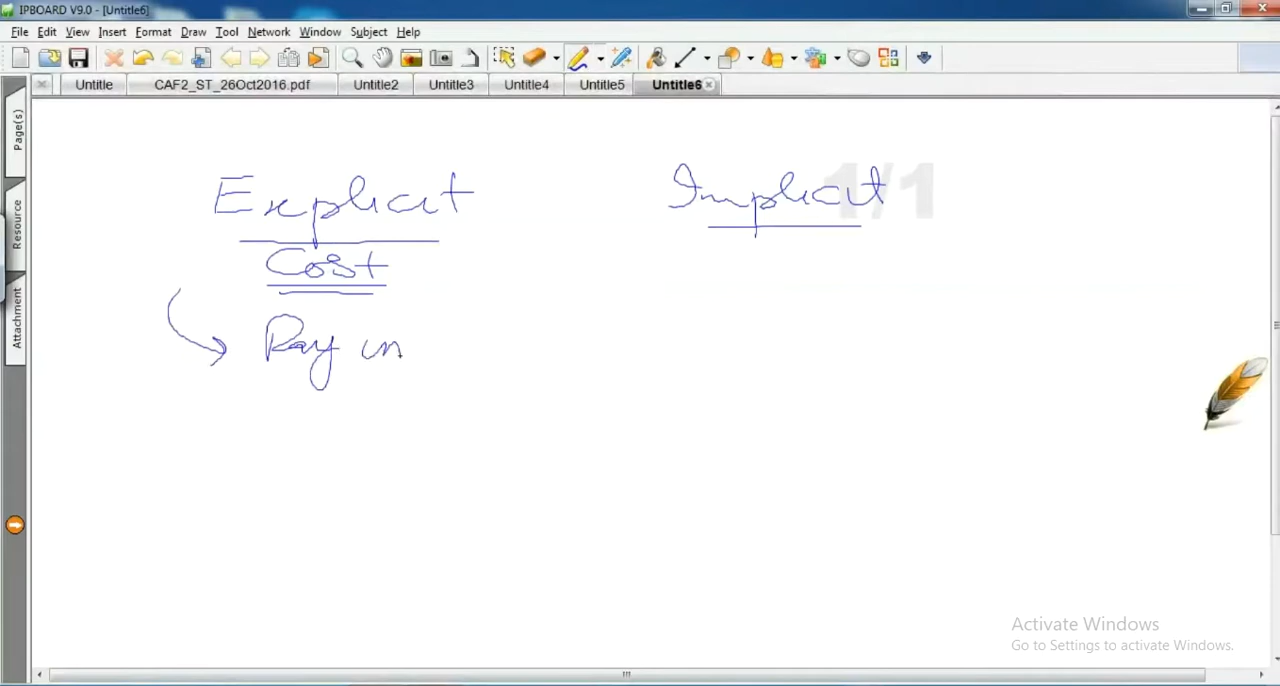 IPBOARD V9.0 - [Untitle6]
File Edit View Insert Format Draw Tool Network Window Subject Help
Untitle CAF2_ST_26Oct2016.pdf Untitle2 Untitle3 Untitle4 Untitle5 Untitle6
Page(s)
Resource
Attachment
Explicit Implicit
1/1
Cost
Pay in
Activate Windows
Go to Settings to activate Windows.